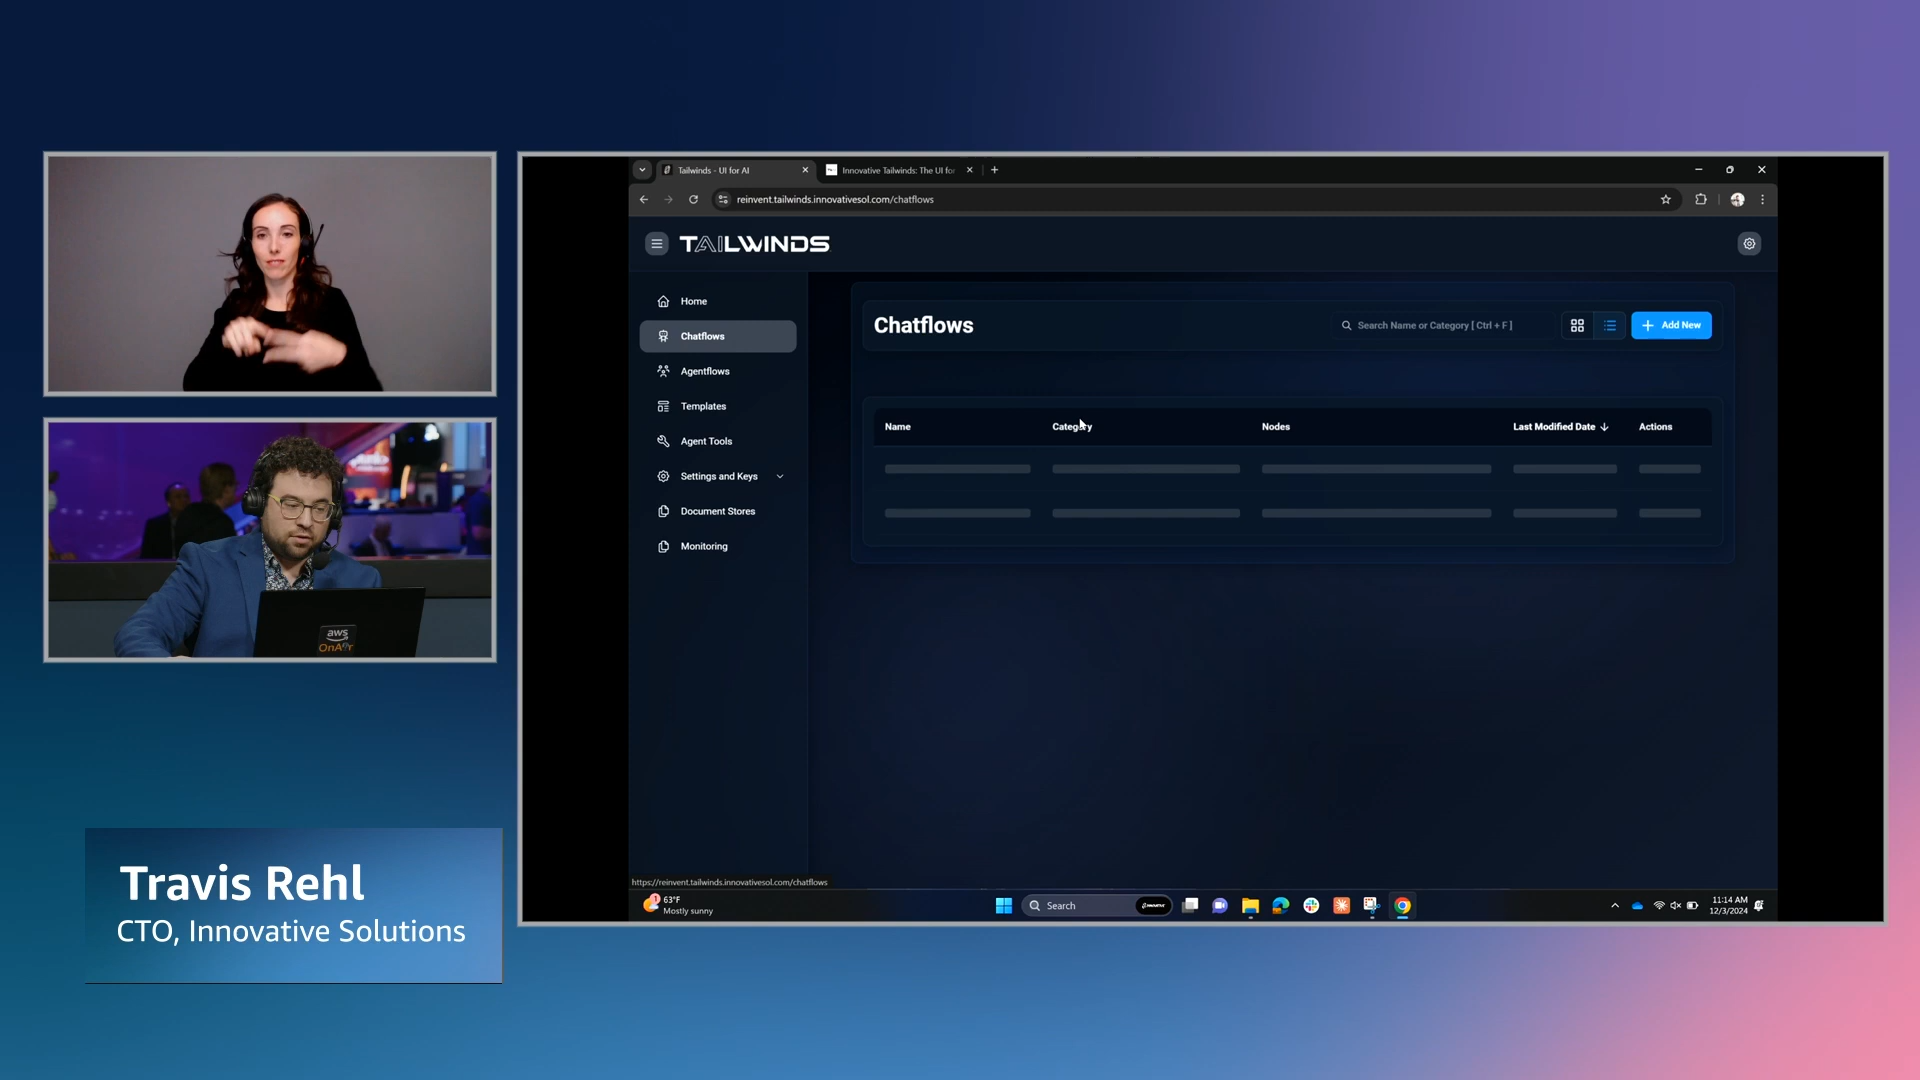 Tailwinds - UI for AI
Innovative Tailwinds: The UI for
reinvent.tailwinds.innovativesol.com/chatflows
TAILWINDS
Home
Chatflows
Agentflows
Templates
Agent Tools
Settings and Keys
Document Stores
Monitoring
Chatflows
Search Name or Category [ Ctrl + F ]
Add New
Name Category Nodes Last Modified Date Actions
https://reinvent.tailwinds.innovativesol.com/chatflows
1
63°F
Mostly sunny
Search
11:14 AM
12/3/2024
aws
OnAir
Travis Rehl
CTO, Innovative Solutions